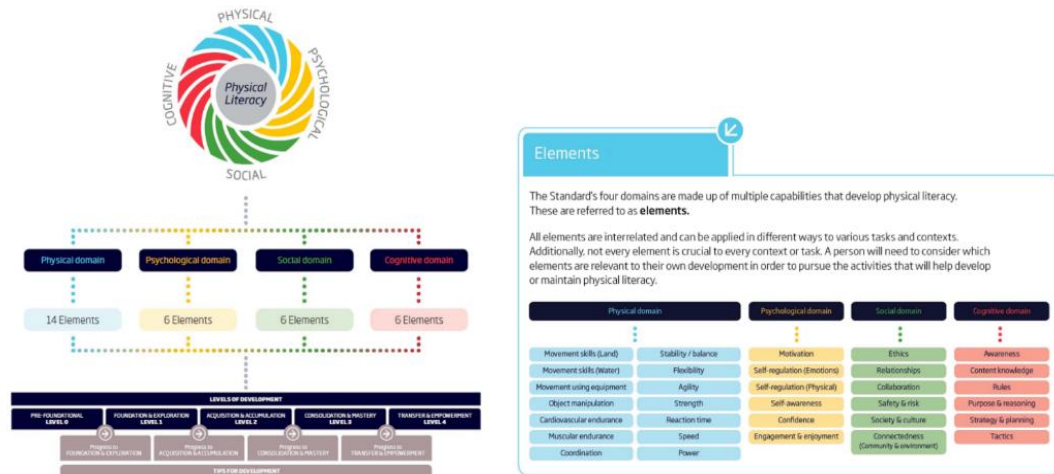 PHYSICAL
PSYCHOLOGICAL
SOCIAL
COGNITIVE
Physical
Literacy
Physical domain
Psychological domain
Social domain
Cognitive domain
14 Elements
6 Elements
6 Elements
6 Elements
LEVELS OF DEVELOPMENT
PRE-FOUNDATIONAL
LEVEL 0
FOUNDATION & EXPLORATION
LEVEL 1
ACQUISITION & ACCUMULATION
LEVEL 2
CONSOLIDATION & MASTERY
LEVEL 3
TRANSFER & EMPOWERMENT
LEVEL 4
Progress to
FOUNDATION & EXPLORATION
Progress to
ACQUISITION & ACCUMULATION
Progress to
CONSOLIDATION & MASTERY
Progress to
TRANSFER & EMPOWERMENT
TIPS FOR DEVELOPMENT
Elements
The Standard's four domains are made up of multiple capabilities that develop physical literacy.
These are referred to as elements.
All elements are interrelated and can be applied in different ways to various tasks and contexts.
Additionally, not every element is crucial to every context or task. A person will need to consider which
elements are relevant to their own development in order to pursue the activities that will help develop
or maintain physical literacy.
Physical domain
Movement skills (Land)
Movement skills (Water)
Movement using equipment
Object manipulation
Cardiovascular endurance
Muscular endurance
Coordination
Stability / balance
Flexibility
Agility
Strength
Reaction time
Speed
Power
Psychological domain
Motivation
Self-regulation (Emotions)
Self-regulation (Physical)
Self-awareness
Confidence
Engagement & enjoyment
Social domain
Ethics
Relationships
Collaboration
Safety & risk
Society & culture
Connectedness
(Community & environment)
Cognitive domain
Awareness
Content knowledge
Rules
Purpose & reasoning
Strategy & planning
Tactics